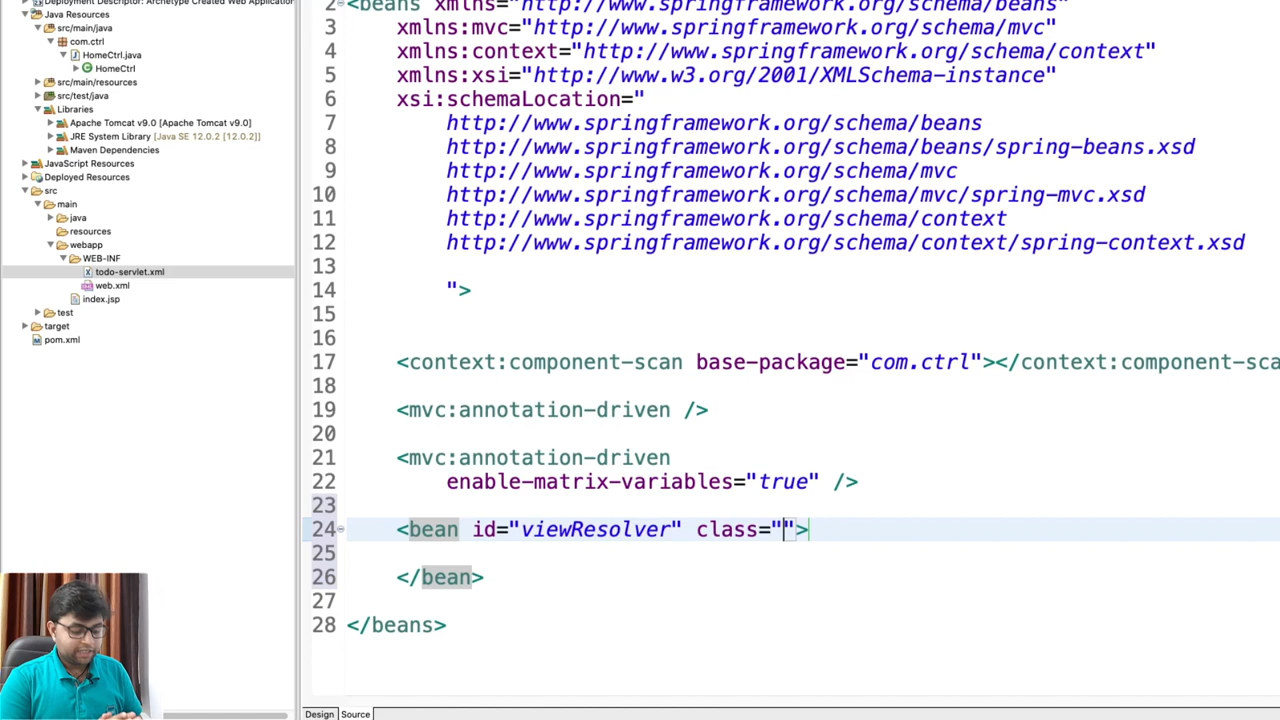 Deployment Descriptor: Archetype Created Web Application
Java Resources
src/main/java
com.ctrl
HomeCtrl.java
HomeCtrl
src/main/resources
src/test/java
Libraries
Apache Tomcat v9.0 [Apache Tomcat v9.0]
JRE System Library [Java SE 12.0.2 [12.0.2]]
Maven Dependencies
JavaScript Resources
Deployed Resources
src
main
java
resources
webapp
WEB-INF
todo-servlet.xml
web.xml
index.jsp
test
target
pom.xml
2 <beans xmlns="http://www.springframework.org/schema/beans"
3 xmlns:mvc="http://www.springframework.org/schema/mvc"
4 xmlns:context="http://www.springframework.org/schema/context"
5 xmlns:xsi="http://www.w3.org/2001/XMLSchema-instance"
6 xsi:schemaLocation="
7 http://www.springframework.org/schema/beans
8 http://www.springframework.org/schema/beans/spring-beans.xsd
9 http://www.springframework.org/schema/mvc
10 http://www.springframework.org/schema/mvc/spring-mvc.xsd
11 http://www.springframework.org/schema/context
12 http://www.springframework.org/schema/context/spring-context.xsd
13
14 ">
15
16
17 <context:component-scan base-package="com.ctrl"></context:component-sca
18
19 <mvc:annotation-driven />
20
21 <mvc:annotation-driven
22 enable-matrix-variables="true" />
23
24 <bean id="viewResolver" class="">
25
26 </bean>
27
28 </beans>
Design Source